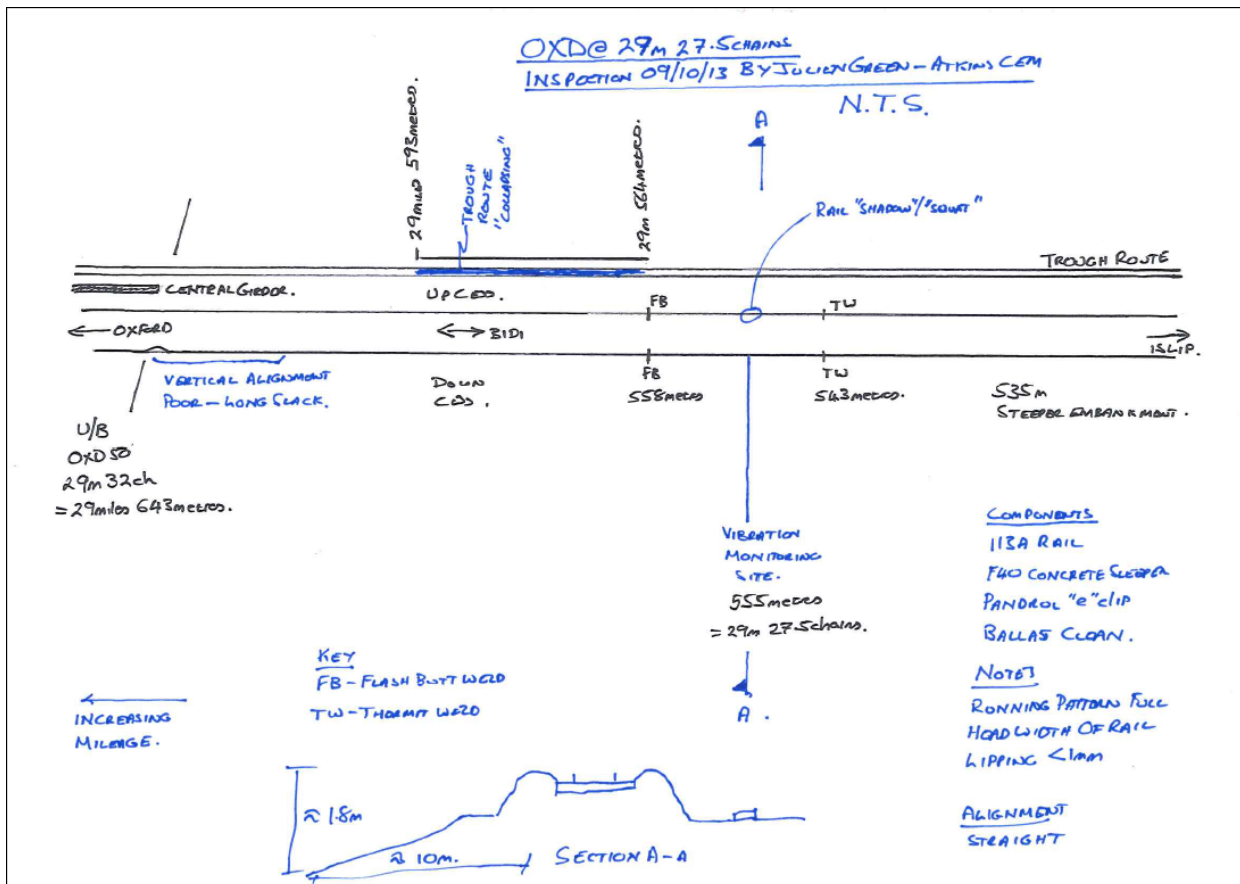 OXD@ 29m 27.5CHAINS
INSPECTION 09/10/13 BY JULIEN GREEN - ATKINS CEM
N.T.S.
A
29MILES 593METRES.
TROUGH
ROUTE
"COLLAPSING"
29m 564METRES.
RAIL "SHADOW"/"SQUAT"
TROUGH ROUTE
CENTRAL GIRDER.
UP CESS.
FB
TW
OXFORD
BIDI
ISLIP.
VERTICAL ALIGNMENT
POOR - LONG SLACK.
DOWN
CESS.
FB
558METRES
TW
543METRES.
535m
STEEPER EMBANKMENT.
U/B
OXD 50
29m 32ch
= 29miles 643metres.
VIBRATION
MONITORING
SITE.
555METRES
= 29m 27.5chains.
A.
COMPONENTS
113A RAIL
F40 CONCRETE SLEEPER
PANDROL "e" clip
BALLAST CLEAN.
KEY
FB - FLASH BUTT WELD
TW - THERMIT WELD
NOTES
RUNNING PATTERN FULL
HEAD WIDTH OF RAIL
LIPPING <1mm
INCREASING
MILEAGE.
≈ 1.8m
≈ 10m.
SECTION A-A
ALIGNMENT
STRAIGHT